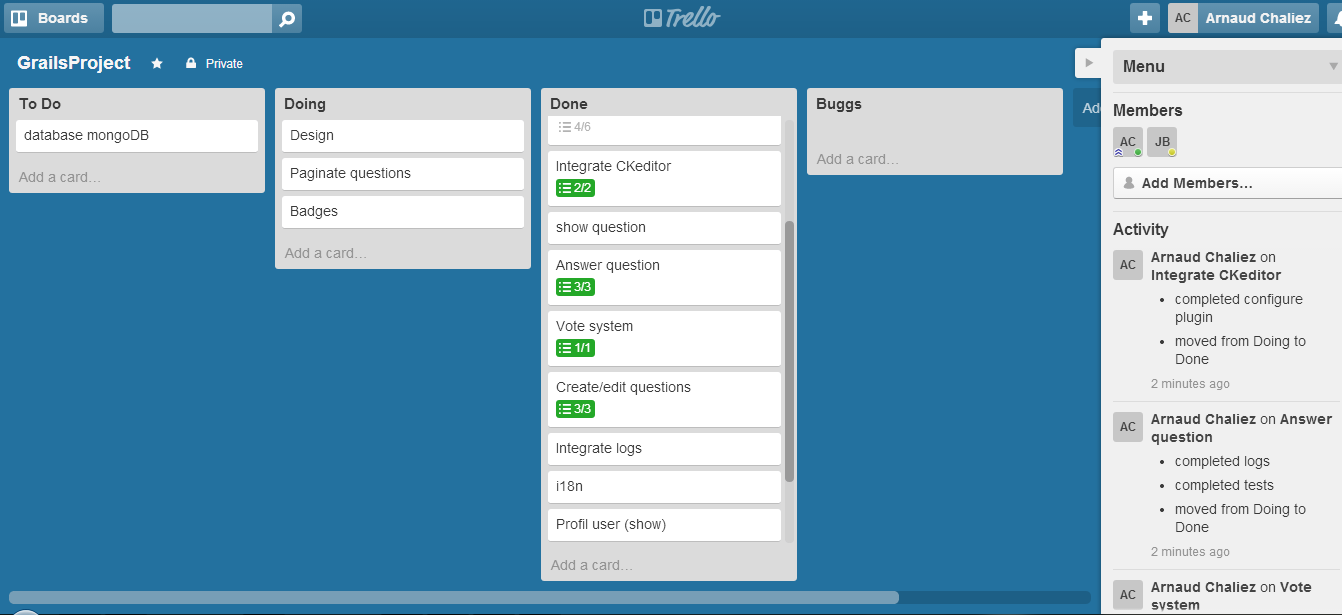 Boards
Trello
AC Arnaud Chaliez
GrailsProject
Private
To Do
database mongoDB
Add a card…
Doing
Design
Paginate questions
Badges
Add a card…
Done
4/6
Integrate CKeditor
2/2
show question
Answer question
3/3
Vote system
1/1
Create/edit questions
3/3
Integrate logs
i18n
Profil user (show)
Add a card…
Buggs
Add a card…
Menu
Members
AC JB
Add Members…
Activity
AC
Arnaud Chaliez on
Integrate CKeditor
• completed configure
plugin
• moved from Doing to
Done
2 minutes ago
AC
Arnaud Chaliez on Answer
question
• completed logs
• completed tests
• moved from Doing to
Done
2 minutes ago
AC
Arnaud Chaliez on Vote
system